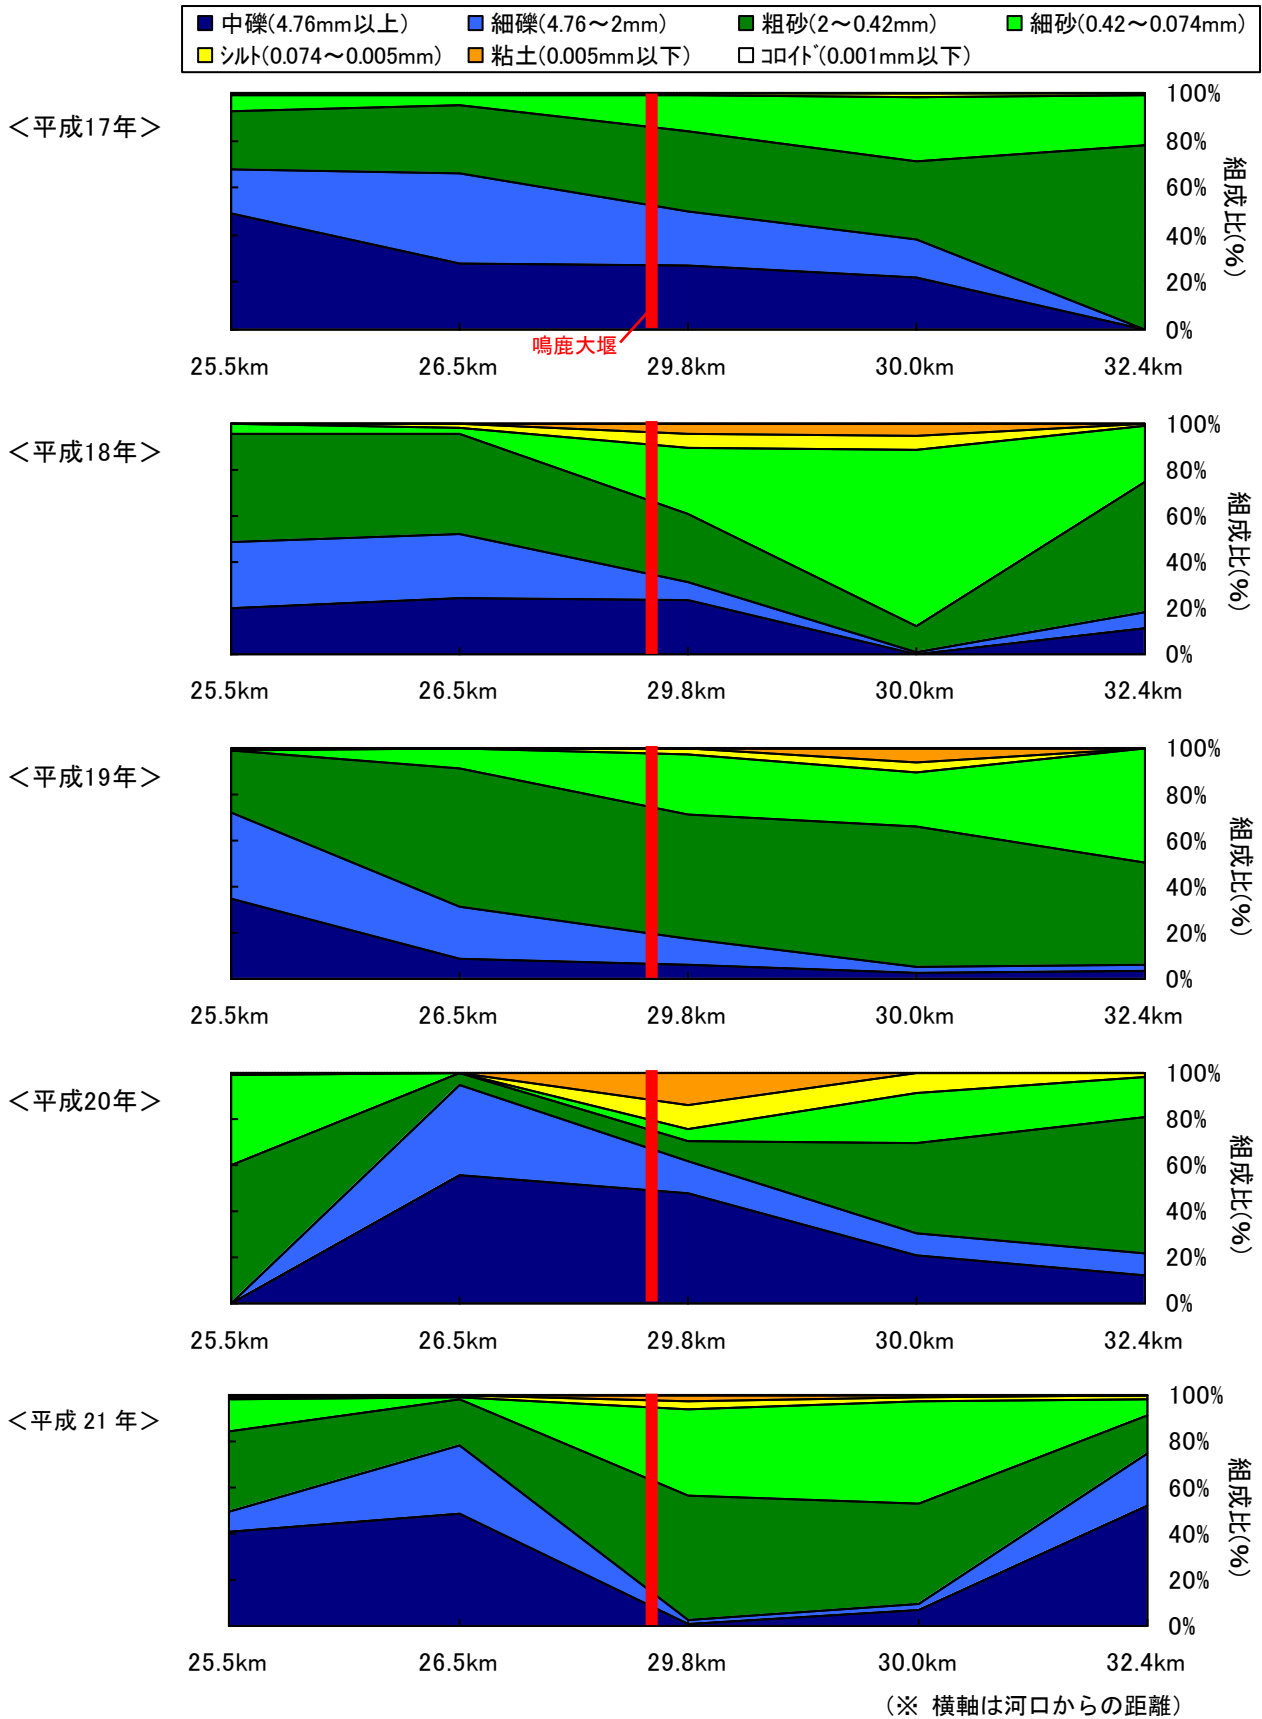 中礫(4.76mm以上) 細礫(4.76～2mm) 粗砂(2～0.42mm) 細砂(0.42～0.074mm)
ｼﾙﾄ(0.074～0.005mm) 粘土(0.005mm以下) ｺﾛｲﾄﾞ(0.001mm以下)
＜平成17年＞
100%
80%
60%
40%
20%
0%
組成比(%)
鳴鹿大堰
25.5km 26.5km 29.8km 30.0km 32.4km
＜平成18年＞
100%
80%
60%
40%
20%
0%
組成比(%)
25.5km 26.5km 29.8km 30.0km 32.4km
＜平成19年＞
100%
80%
60%
40%
20%
0%
組成比(%)
25.5km 26.5km 29.8km 30.0km 32.4km
＜平成20年＞
100%
80%
60%
40%
20%
0%
組成比(%)
25.5km 26.5km 29.8km 30.0km 32.4km
＜平成 21 年＞
100%
80%
60%
40%
20%
0%
組成比(%)
25.5km 26.5km 29.8km 30.0km 32.4km
（※ 横軸は河口からの距離）